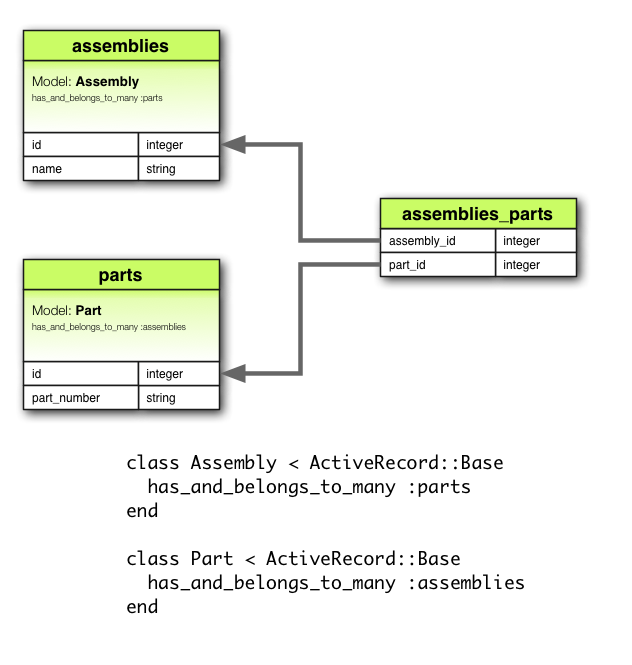 assemblies
Model: Assembly
has_and_belongs_to_many :parts
id integer
name string
assemblies_parts
assembly_id integer
part_id integer
parts
Model: Part
has_and_belongs_to_many :assemblies
id integer
part_number string
class Assembly < ActiveRecord::Base
  has_and_belongs_to_many :parts
end
class Part < ActiveRecord::Base
  has_and_belongs_to_many :assemblies
end